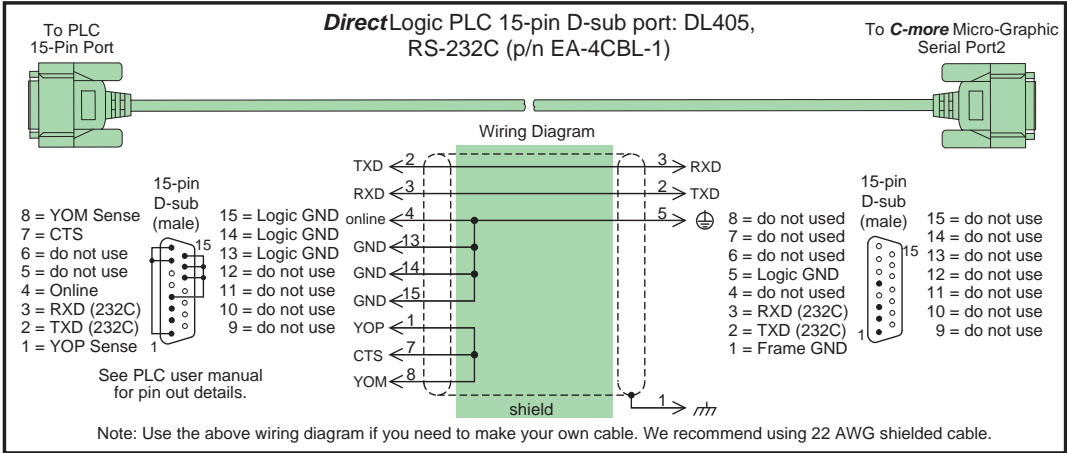 DirectLogic PLC 15-pin D-sub port: DL405,
RS-232C (p/n EA-4CBL-1)
To PLC
15-Pin Port
To C-more Micro-Graphic
Serial Port2
Wiring Diagram
15-pin
D-sub
(male)
8 = YOM Sense
7 = CTS
6 = do not use
5 = do not use
4 = Online
3 = RXD (232C)
2 = TXD (232C)
1 = YOP Sense
15
1
15 = Logic GND
14 = Logic GND
13 = Logic GND
12 = do not use
11 = do not use
10 = do not use
9 = do not use
See PLC user manual
for pin out details.
TXD 2 3 RXD
RXD 3 2 TXD
online 4 5
GND 13
GND 14
GND 15
YOP 1
CTS 7
YOM 8
shield
1
8 = do not used
7 = do not used
6 = do not used
5 = Logic GND
4 = do not used
3 = RXD (232C)
2 = TXD (232C)
1 = Frame GND
15-pin
D-sub
(male)
15
1
15 = do not use
14 = do not use
13 = do not use
12 = do not use
11 = do not use
10 = do not use
9 = do not use
Note: Use the above wiring diagram if you need to make your own cable. We recommend using 22 AWG shielded cable.